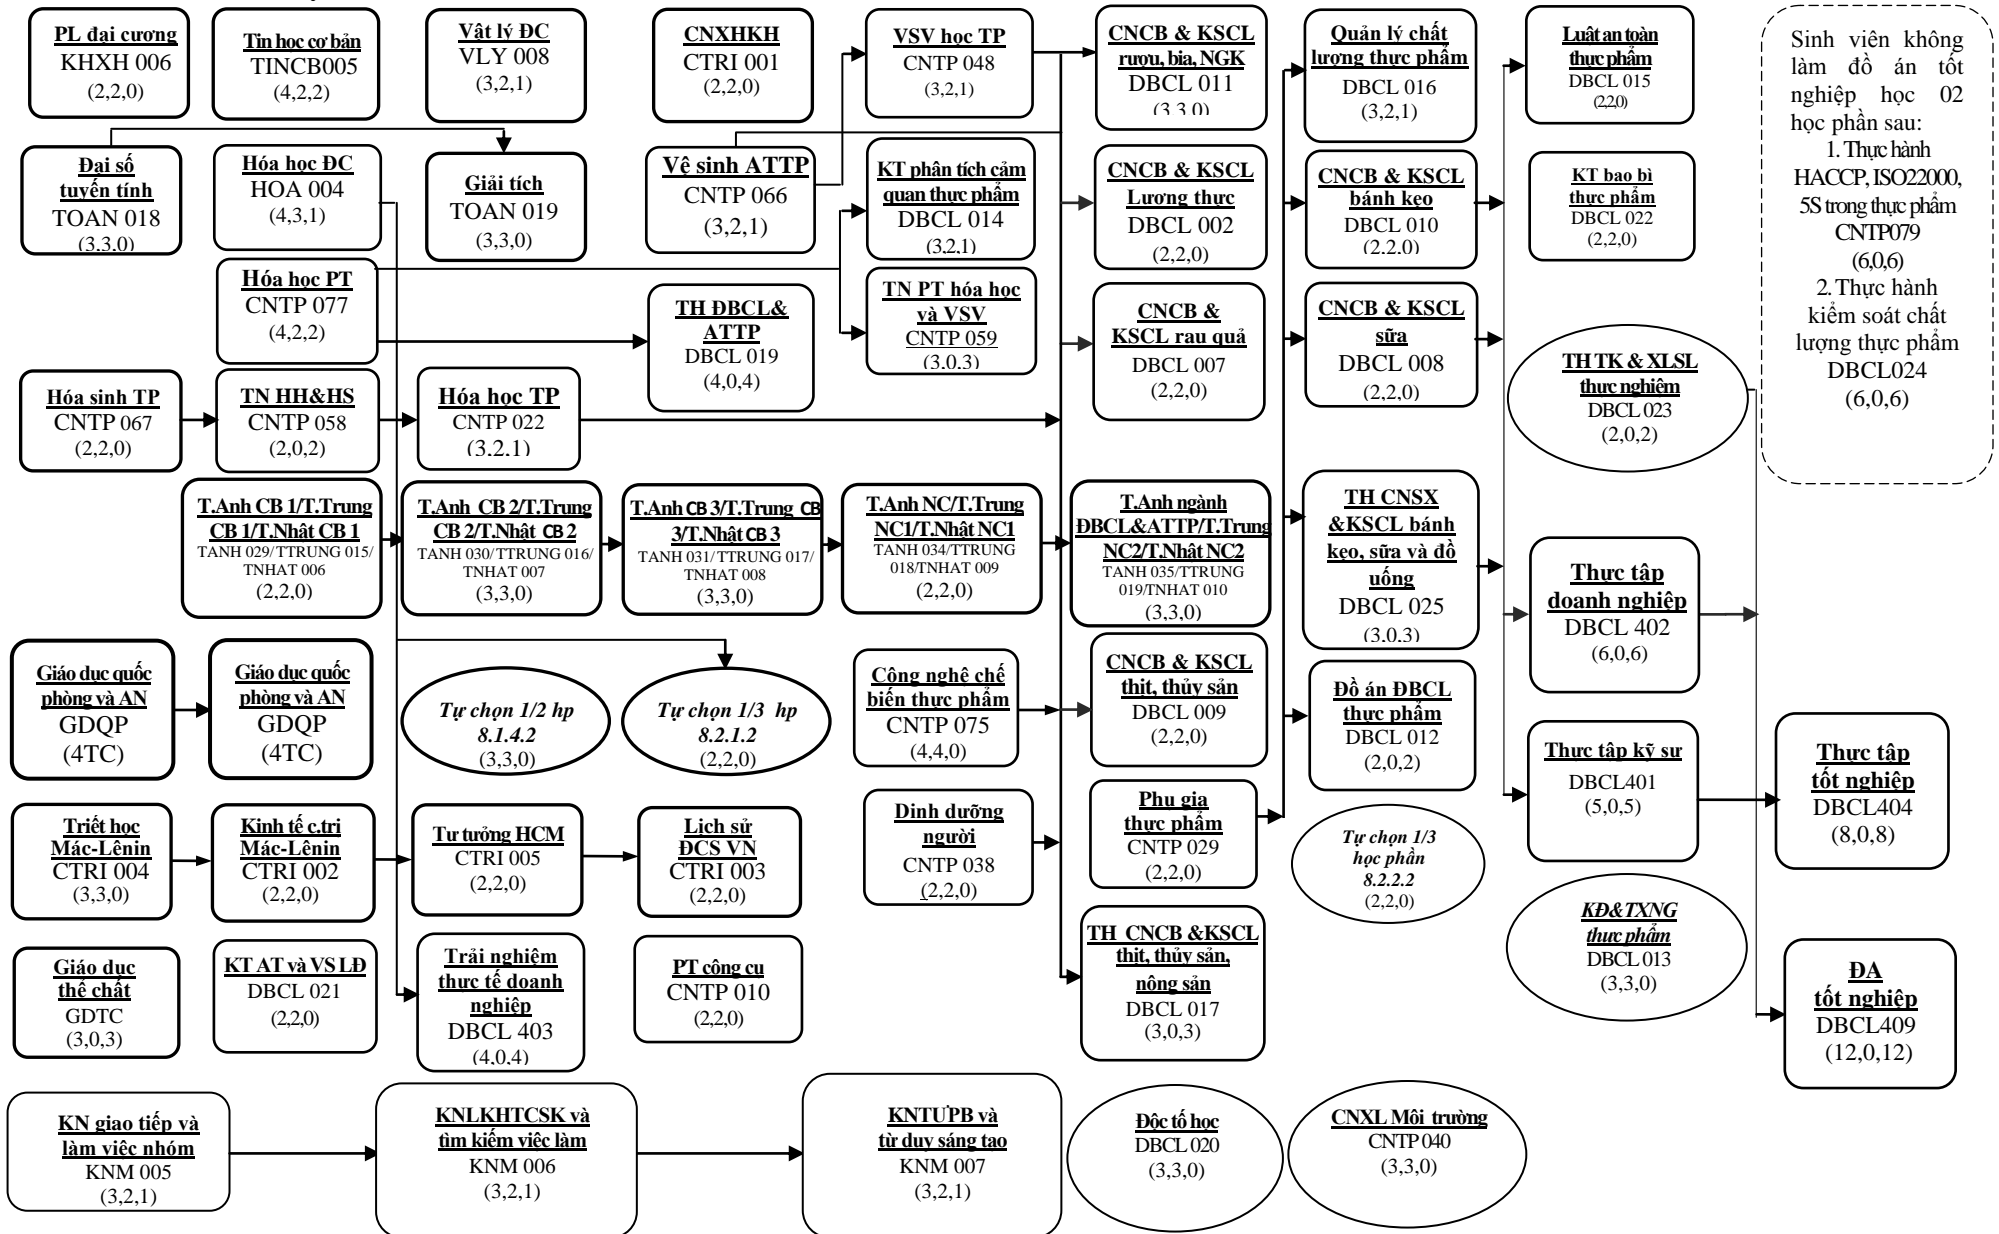 PL đại cương
KHXH 006
(2,2,0)
Tin học cơ bản
TINCB005
(4,2,2)
Vật lý ĐC
VLY 008
(3,2,1)
CNXHKH
CTRI 001
(2,2,0)
VSV học TP
CNTP 048
(3,2,1)
CNCB & KSCL
rượu, bia, NGK
DBCL 011
(3,3,0)
Quản lý chất
lượng thực phẩm
DBCL 016
(3,2,1)
Luật an toàn
thực phẩm
DBCL 015
(2,2,0)
Sinh viên không
làm đồ án tốt
nghiệp học 02
học phần sau:
1. Thực hành
HACCP, ISO22000,
5S trong thực phẩm
CNTP079
(6,0,6)
2. Thực hành
kiểm soát chất
lượng thực phẩm
DBCL024
(6,0,6)
Đại số
tuyến tính
TOAN 018
(3,3,0)
Hóa học ĐC
HOA 004
(4,3,1)
Giải tích
TOAN 019
(3,3,0)
Vệ sinh ATTP
CNTP 066
(3,2,1)
KT phân tích cảm
quan thực phẩm
DBCL 014
(3,2,1)
CNCB & KSCL
Lương thực
DBCL 002
(2,2,0)
CNCB & KSCL
bánh kẹo
DBCL 010
(2,2,0)
KT bao bì
thực phẩm
DBCL 022
(2,2,0)
Hóa học PT
CNTP 077
(4,2,2)
TH ĐBCL&
ATTP
DBCL 019
(4,0,4)
TN PT hóa học
và VSV
CNTP 059
(3,0,3)
CNCB &
KSCL rau quả
DBCL 007
(2,2,0)
CNCB & KSCL
sữa
DBCL 008
(2,2,0)
TH TK & XLSL
thực nghiệm
DBCL 023
(2,0,2)
Hóa sinh TP
CNTP 067
(2,2,0)
TN HH&HS
CNTP 058
(2,0,2)
Hóa học TP
CNTP 022
(3,2,1)
T.Anh CB 1/T.Trung
CB 1/T.Nhật CB 1
TANH 029/TTRUNG 015/
TNHAT 006
(2,2,0)
T.Anh CB 2/T.Trung
CB 2/T.Nhật CB 2
TANH 030/TTRUNG 016/
TNHAT 007
(3,3,0)
T.Anh CB 3/T.Trung CB
3/T.Nhật CB 3
TANH 031/TTRUNG 017/
TNHAT 008
(3,3,0)
T.Anh NC/T.Trung
NC1/T.Nhật NC1
TANH 034/TTRUNG
018/TNHAT 009
(2,2,0)
T.Anh ngành
ĐBCL&ATTP/T.Trung
NC2/T.Nhật NC2
TANH 035/TTRUNG
019/TNHAT 010
(3,3,0)
TH CNSX
&KSCL bánh
kẹo, sữa và đồ
uống
DBCL 025
(3,0,3)
Thực tập
doanh nghiệp
DBCL 402
(6,0,6)
Giáo dục quốc
phòng và AN
GDQP
(4TC)
Giáo dục quốc
phòng và AN
GDQP
(4TC)
Tự chọn 1/2 hp
8.1.4.2
(3,3,0)
Tự chọn 1/3 hp
8.2.1.2
(2,2,0)
Công nghệ chế
biến thực phẩm
CNTP 075
(4,4,0)
CNCB & KSCL
thịt, thủy sản
DBCL 009
(2,2,0)
Đồ án ĐBCL
thực phẩm
DBCL 012
(2,0,2)
Thực tập kỹ sư
DBCL401
(5,0,5)
Thực tập
tốt nghiệp
DBCL404
(8,0,8)
Triết học
Mác-Lênin
CTRI 004
(3,3,0)
Kinh tế c.trị
Mác-Lênin
CTRI 002
(2,2,0)
Tư tưởng HCM
CTRI 005
(2,2,0)
Lịch sử
ĐCS VN
CTRI 003
(2,2,0)
Dinh dưỡng
người
CNTP 038
(2,2,0)
Phụ gia
thực phẩm
CNTP 029
(2,2,0)
Tự chọn 1/3
học phần
8.2.2.2
(2,2,0)
KĐ&TXNG
thực phẩm
DBCL 013
(3,3,0)
Giáo dục
thể chất
GDTC
(3,0,3)
KT AT và VS LĐ
DBCL 021
(2,2,0)
Trải nghiệm
thực tế doanh
nghiệp
DBCL 403
(4,0,4)
PT công cụ
CNTP 010
(2,2,0)
TH CNCB &KSCL
thịt, thủy sản,
nông sản
DBCL 017
(3,0,3)
ĐA
tốt nghiệp
DBCL409
(12,0,12)
KN giao tiếp và
làm việc nhóm
KNM 005
(3,2,1)
KNLKHTCSK và
tìm kiếm việc làm
KNM 006
(3,2,1)
KNTƯPB và
tư duy sáng tạo
KNM 007
(3,2,1)
Độc tố học
DBCL 020
(3,3,0)
CNXL Môi trường
CNTP 040
(3,3,0)